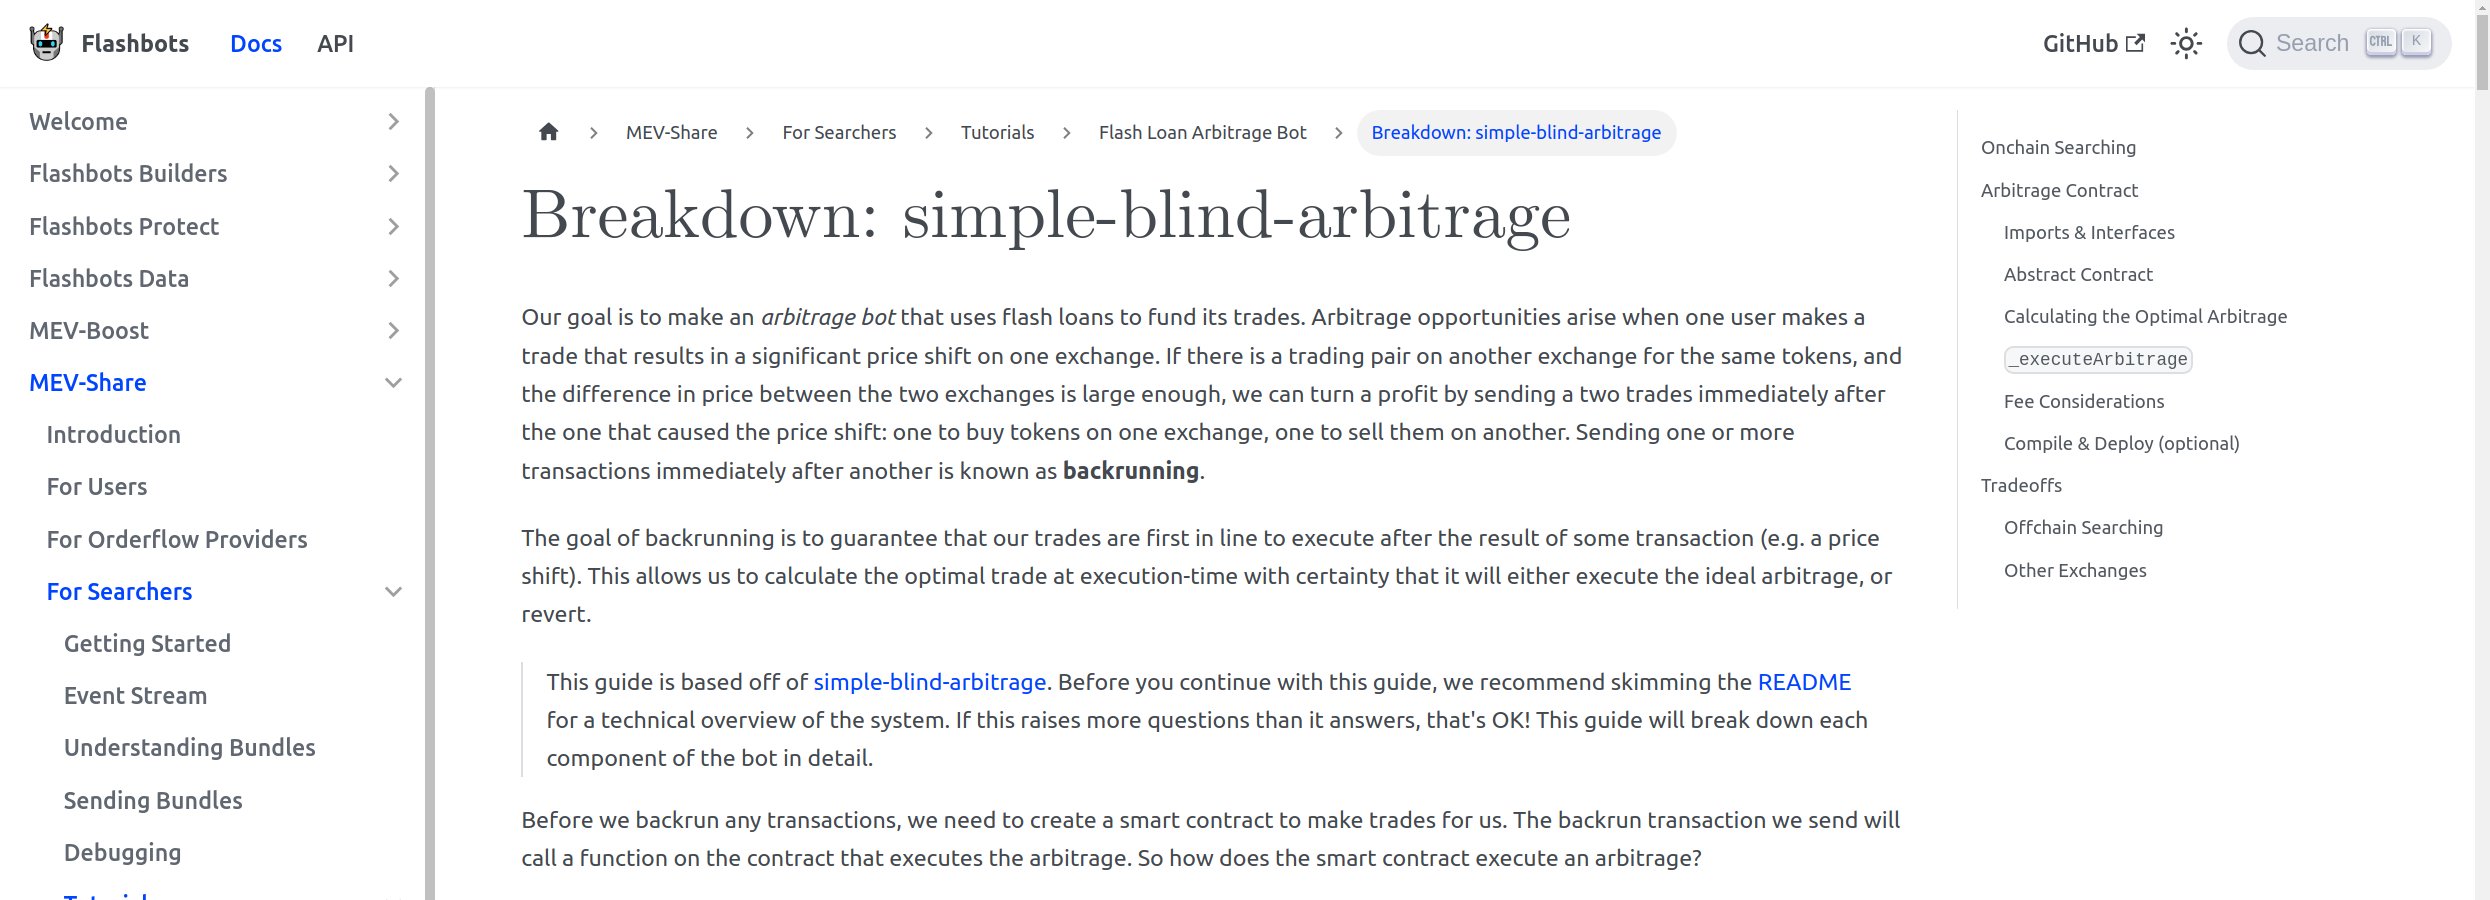 Flashbots Docs API GitHub Search CTRL K
Welcome
Flashbots Builders
Flashbots Protect
Flashbots Data
MEV-Boost
MEV-Share
Introduction
For Users
For Orderflow Providers
For Searchers
Getting Started
Event Stream
Understanding Bundles
Sending Bundles
Debugging
MEV-Share For Searchers Tutorials Flash Loan Arbitrage Bot Breakdown: simple-blind-arbitrage
Breakdown: simple-blind-arbitrage
Our goal is to make an arbitrage bot that uses flash loans to fund its trades. Arbitrage opportunities arise when one user makes a
trade that results in a significant price shift on one exchange. If there is a trading pair on another exchange for the same tokens, and
the difference in price between the two exchanges is large enough, we can turn a profit by sending a two trades immediately after
the one that caused the price shift: one to buy tokens on one exchange, one to sell them on another. Sending one or more
transactions immediately after another is known as backrunning.
The goal of backrunning is to guarantee that our trades are first in line to execute after the result of some transaction (e.g. a price
shift). This allows us to calculate the optimal trade at execution-time with certainty that it will either execute the ideal arbitrage, or
revert.
This guide is based off of simple-blind-arbitrage. Before you continue with this guide, we recommend skimming the README
for a technical overview of the system. If this raises more questions than it answers, that's OK! This guide will break down each
component of the bot in detail.
Before we backrun any transactions, we need to create a smart contract to make trades for us. The backrun transaction we send will
call a function on the contract that executes the arbitrage. So how does the smart contract execute an arbitrage?
Onchain Searching
Arbitrage Contract
Imports & Interfaces
Abstract Contract
Calculating the Optimal Arbitrage
_executeArbitrage
Fee Considerations
Compile & Deploy (optional)
Tradeoffs
Offchain Searching
Other Exchanges